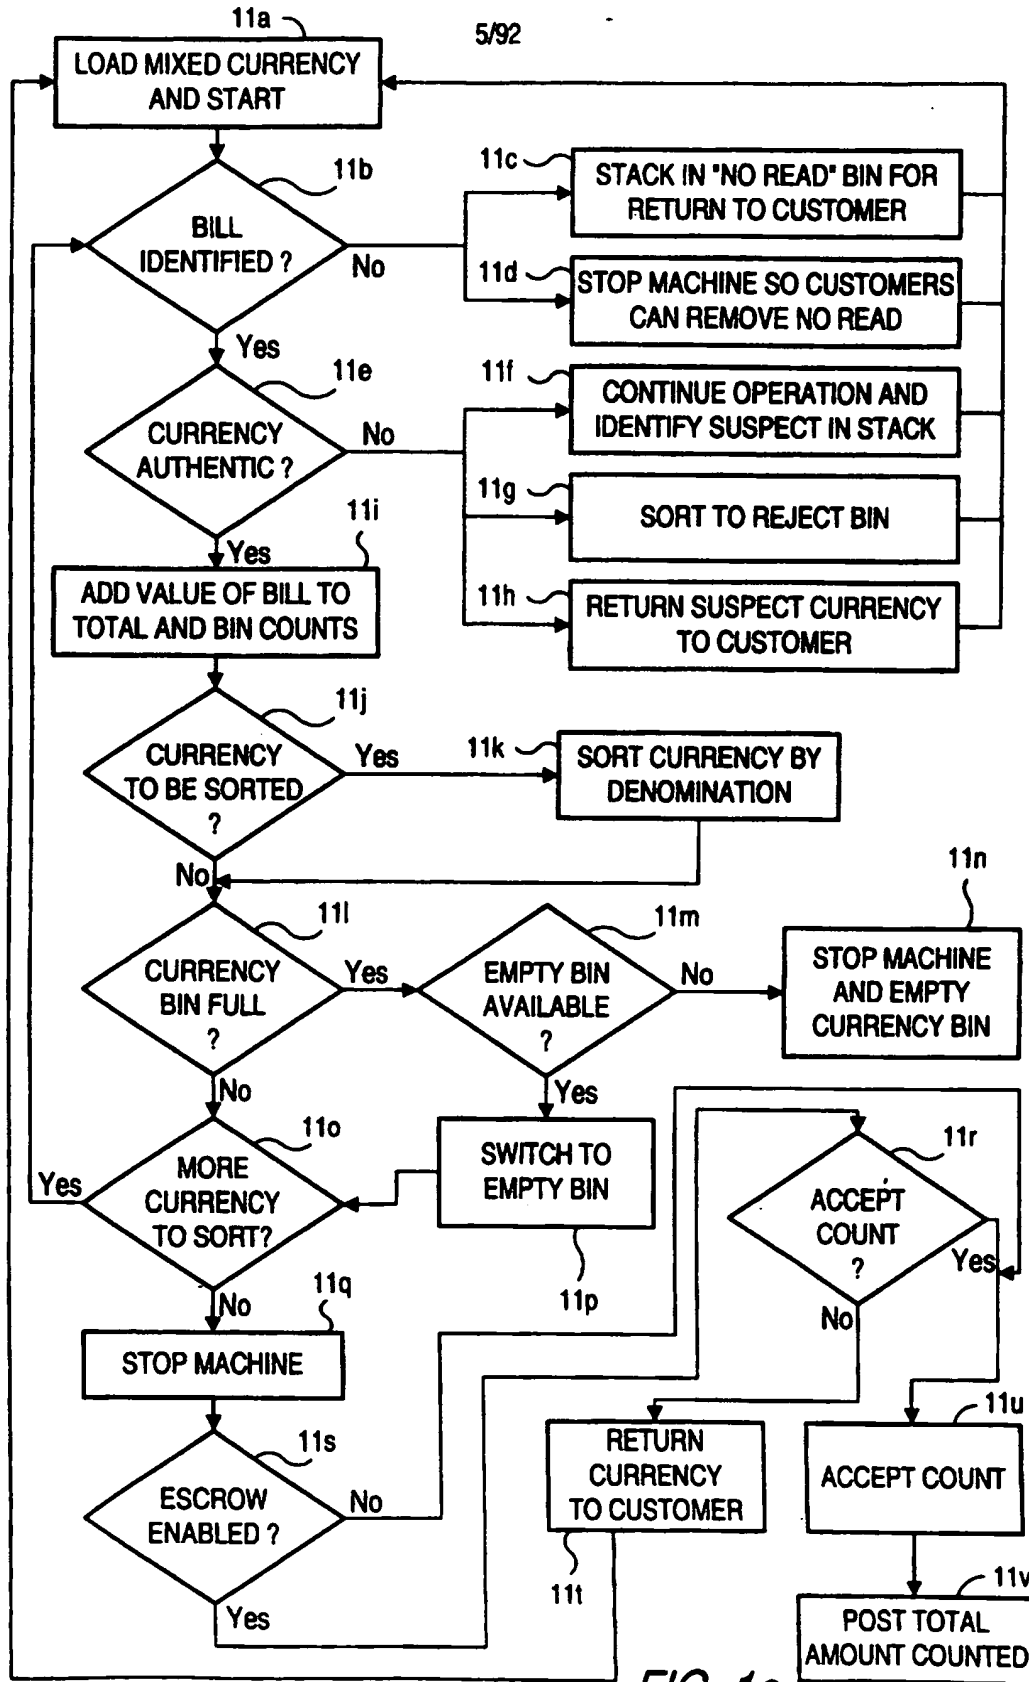 5/92
11a
LOAD MIXED CURRENCY
AND START
11b
BILL
IDENTIFIED ?
No
Yes
11c
STACK IN "NO READ" BIN FOR
RETURN TO CUSTOMER
11d
STOP MACHINE SO CUSTOMERS
CAN REMOVE NO READ
11e
CURRENCY
AUTHENTIC ?
No
Yes
11f
CONTINUE OPERATION AND
IDENTIFY SUSPECT IN STACK
11g
SORT TO REJECT BIN
11h
RETURN SUSPECT CURRENCY
TO CUSTOMER
11i
ADD VALUE OF BILL TO
TOTAL AND BIN COUNTS
11j
CURRENCY
TO BE SORTED
?
Yes
No
11k
SORT CURRENCY BY
DENOMINATION
11l
CURRENCY
BIN FULL
?
Yes
No
11m
EMPTY BIN
AVAILABLE
?
No
Yes
11n
STOP MACHINE
AND EMPTY
CURRENCY BIN
11o
MORE
CURRENCY
TO SORT?
Yes
No
SWITCH TO
EMPTY BIN
11p
11r
ACCEPT
COUNT
?
Yes
No
11q
STOP MACHINE
11s
ESCROW
ENABLED ?
No
Yes
RETURN
CURRENCY
TO CUSTOMER
11t
11u
ACCEPT COUNT
11v
POST TOTAL
AMOUNT COUNTED